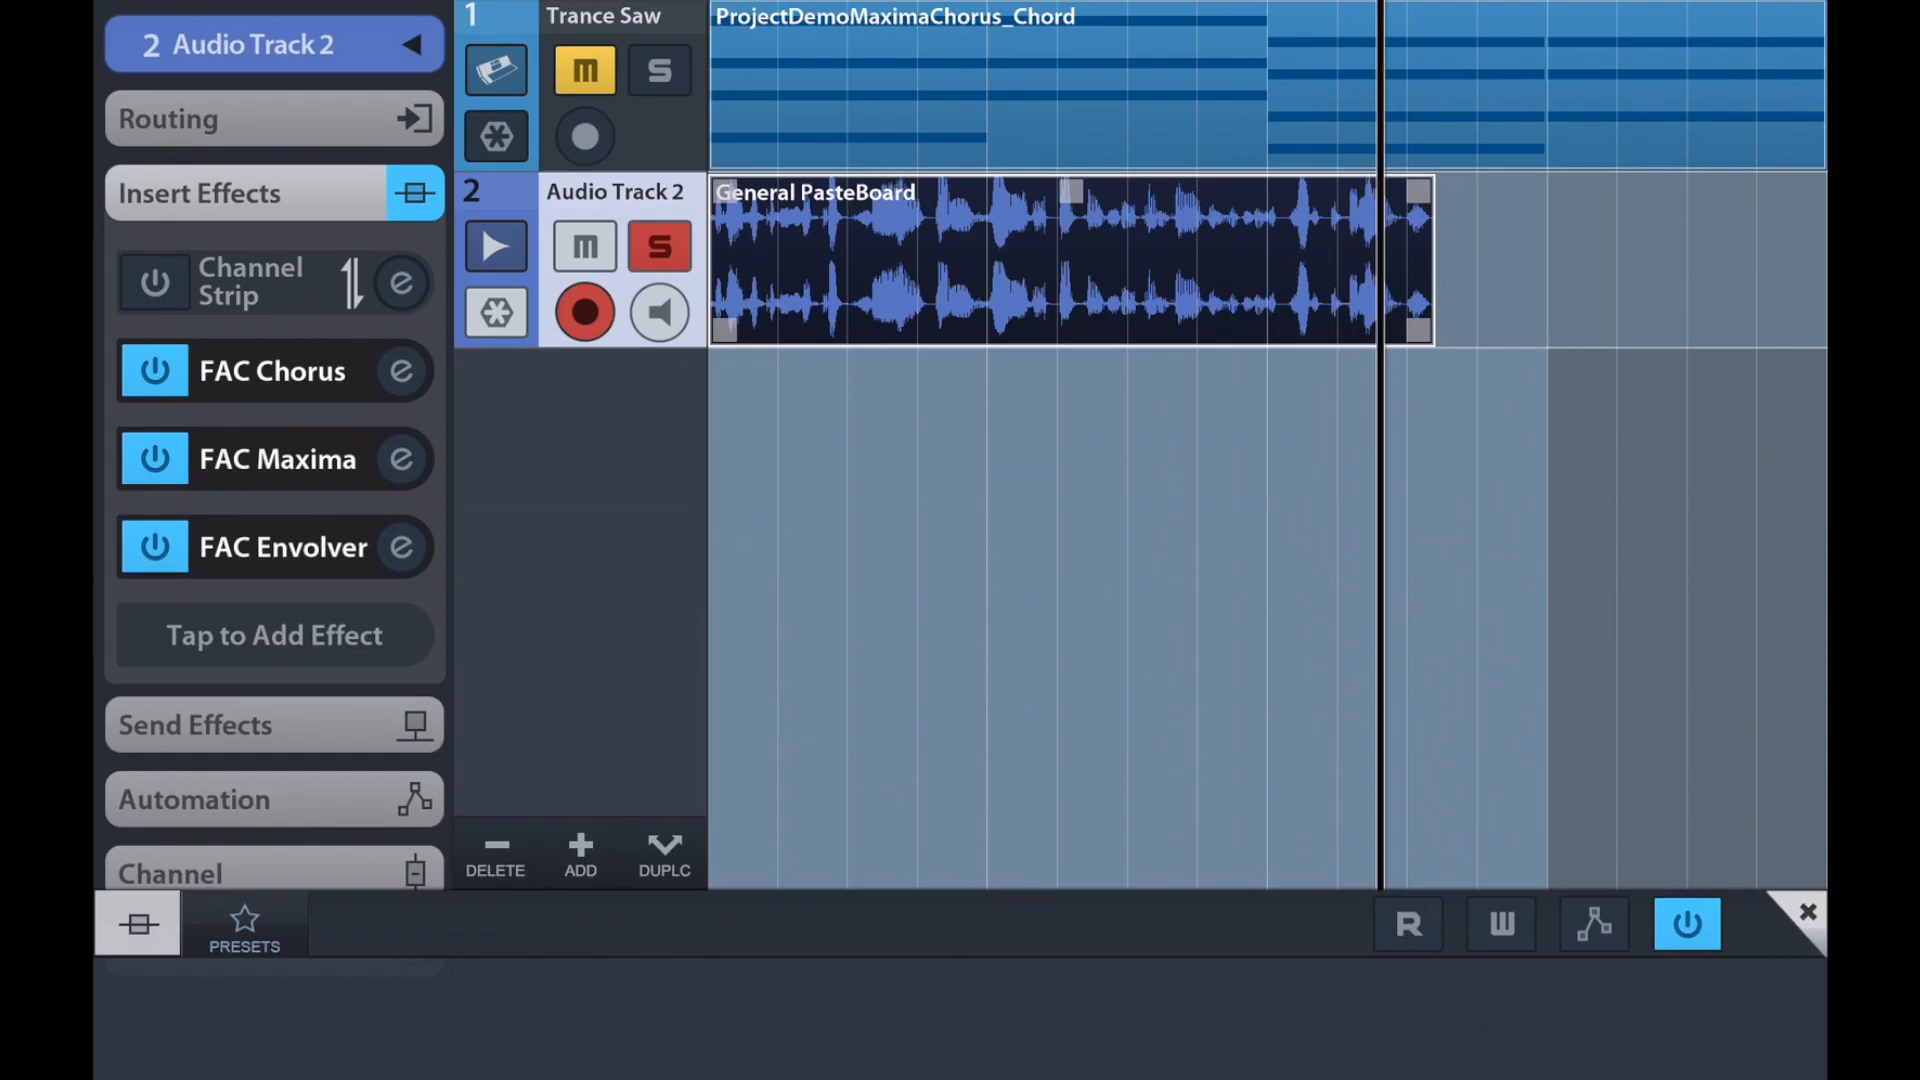 2 Audio Track 2
Routing
Insert Effects
Channel
Strip
e
FAC Chorus
e
FAC Maxima
e
FAC Envolver
e
Tap to Add Effect
Send Effects
Automation
Channel
1
Trance Saw
m
S
2
Audio Track 2
m
S
ProjectDemoMaximaChorus_Chord
General PasteBoard
DELETE
ADD
DUPLC
PRESETS
R
W